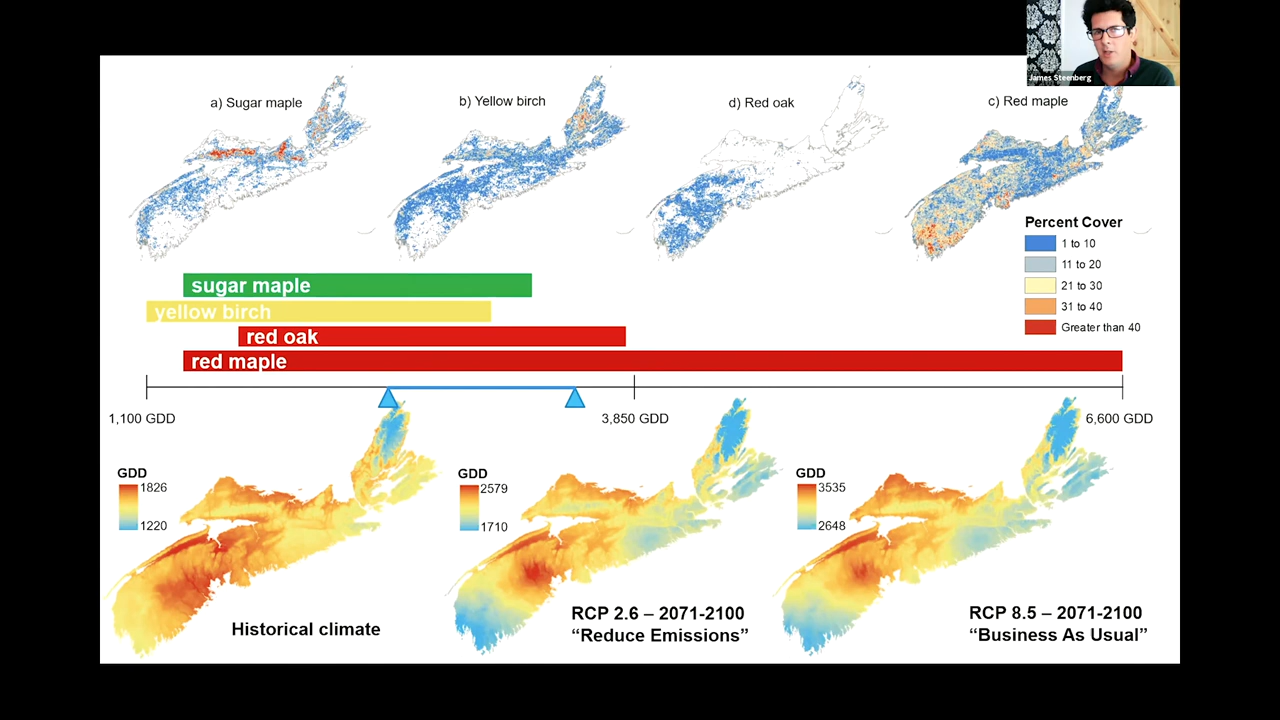 James Steenberg
a) Sugar maple
b) Yellow birch
d) Red oak
c) Red maple
Percent Cover
1 to 10
11 to 20
21 to 30
31 to 40
Greater than 40
sugar maple
yellow birch
red oak
red maple
1,100 GDD
3,850 GDD
6,600 GDD
GDD
1826
1220
Historical climate
GDD
2579
1710
RCP 2.6 – 2071-2100
“Reduce Emissions”
GDD
3535
2648
RCP 8.5 – 2071-2100
“Business As Usual”